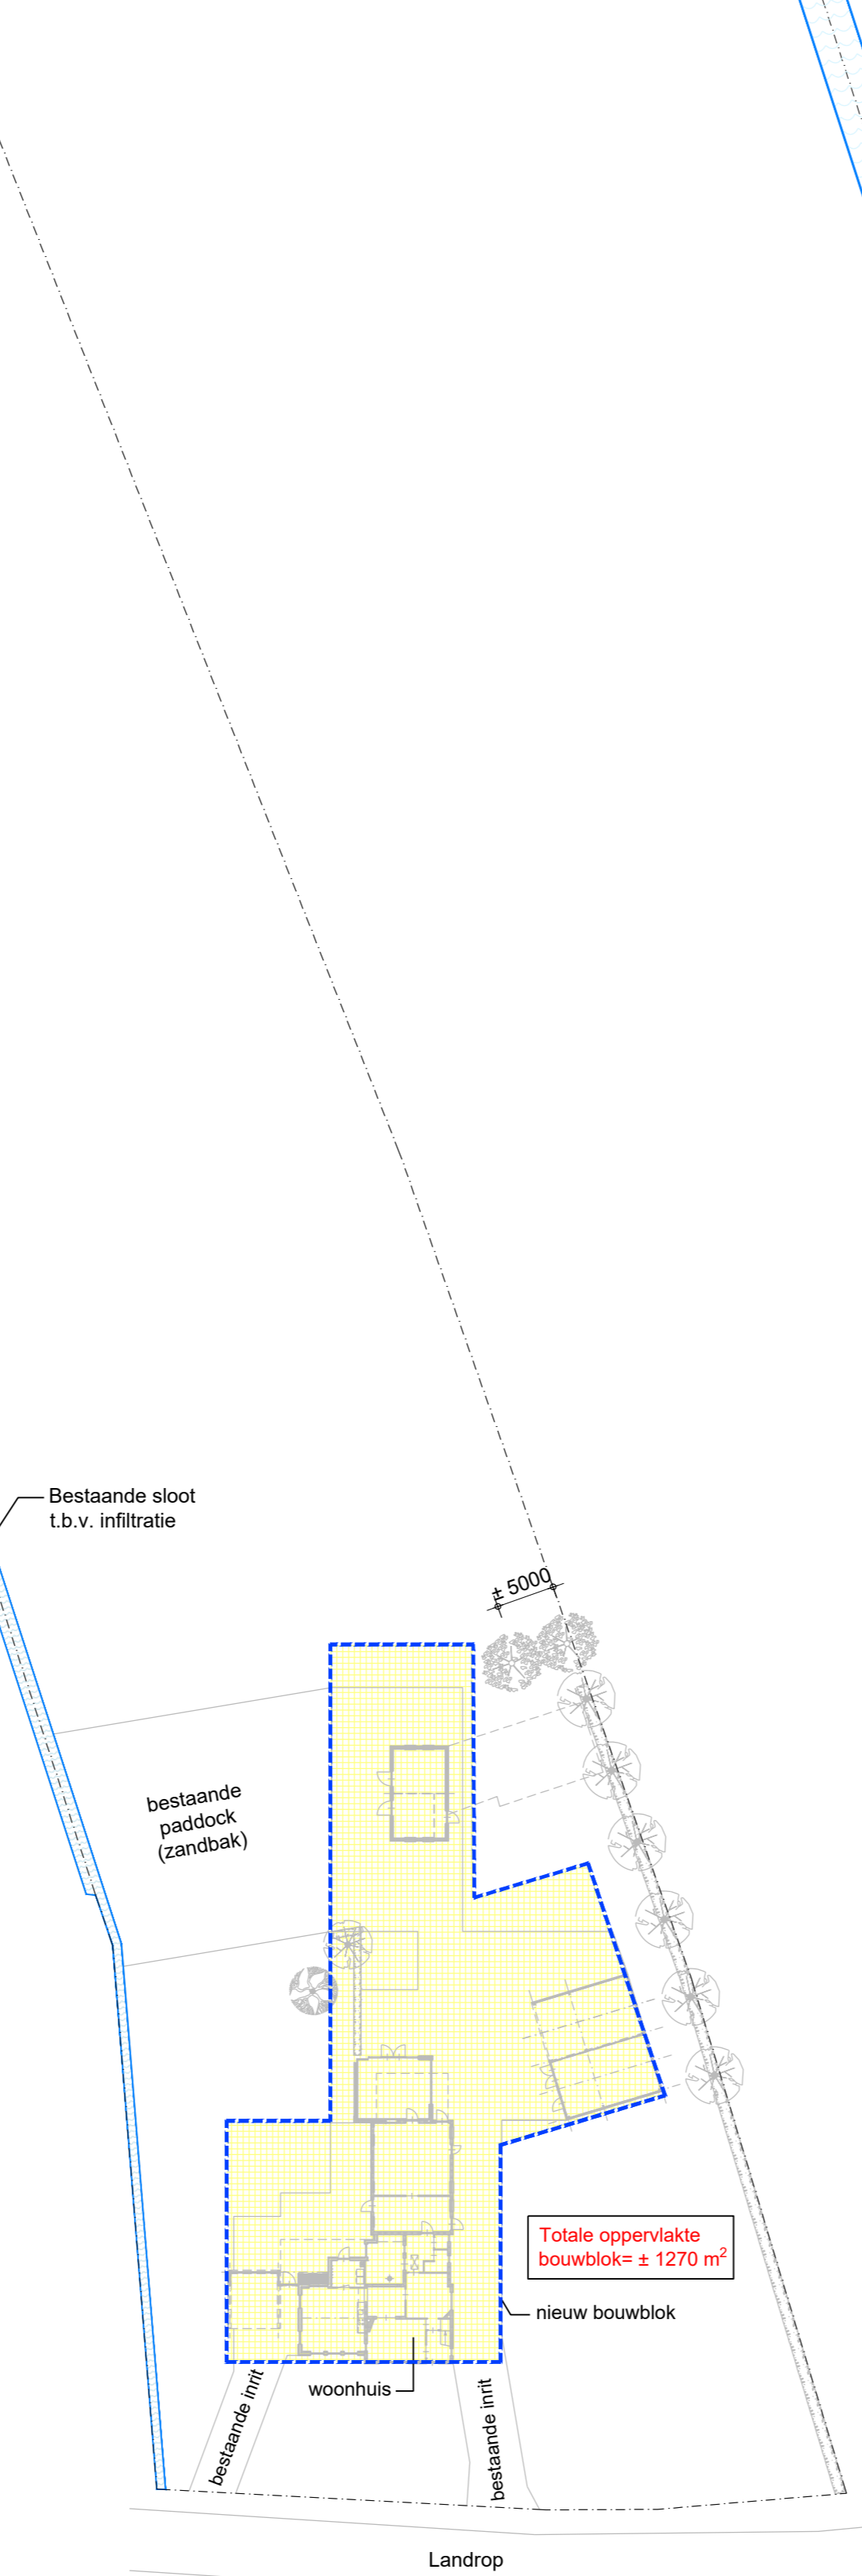 Bestaande sloot
t.b.v. infiltratie
± 5000
bestaande
paddock
(zandbak)
Totale oppervlakte
bouwblok= ± 1270 m²
nieuw bouwblok
woonhuis
bestaande inrit
bestaande inrit
Landrop